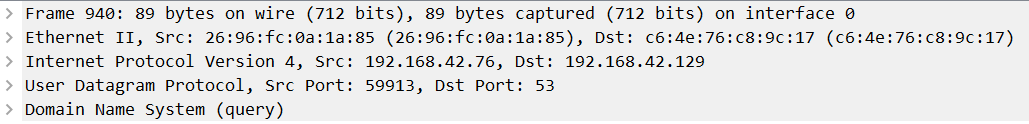 Frame 940: 89 bytes on wire (712 bits), 89 bytes captured (712 bits) on interface 0
Ethernet II, Src: 26:96:fc:0a:1a:85 (26:96:fc:0a:1a:85), Dst: c6:4e:76:c8:9c:17 (c6:4e:76:c8:9c:17)
Internet Protocol Version 4, Src: 192.168.42.76, Dst: 192.168.42.129
User Datagram Protocol, Src Port: 59913, Dst Port: 53
Domain Name System (query)